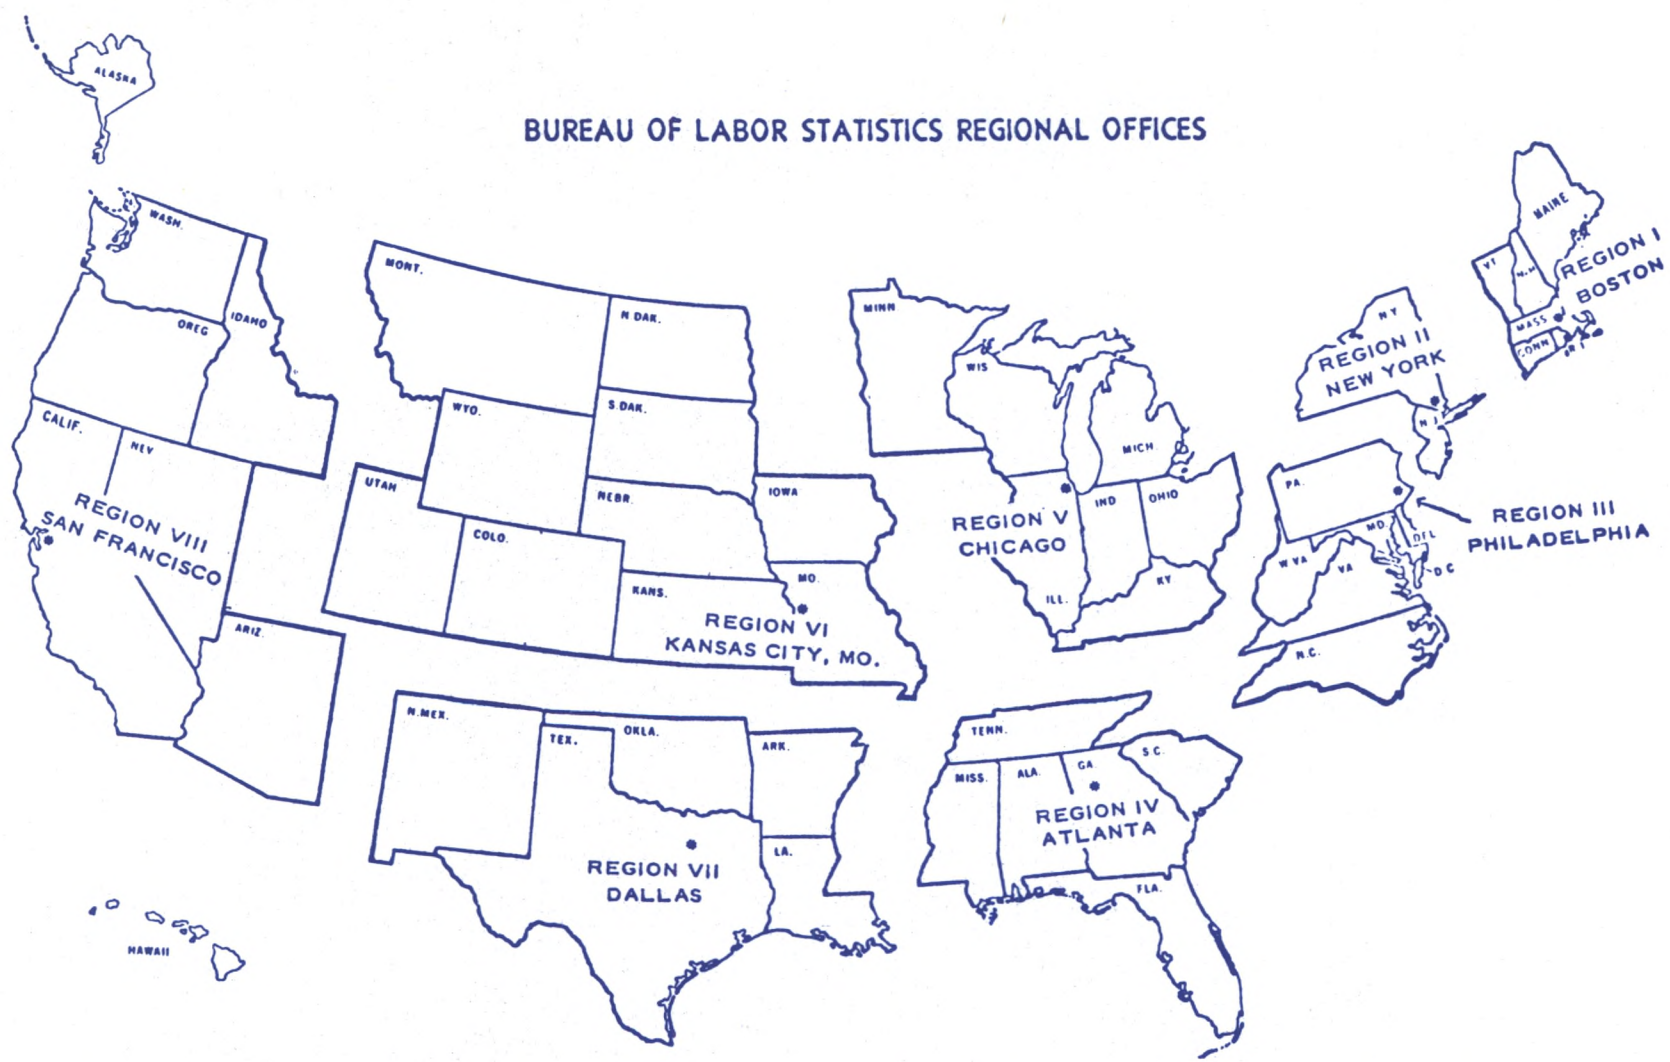 ALASKA
BUREAU OF LABOR STATISTICS REGIONAL OFFICES
WASH.
OREG
IDAHO
CALIF.
NEV
REGION VIII
SAN FRANCISCO
ARIZ.
HAWAII
MONT.
N DAK.
WYO.
S.DAK.
UTAH
NEBR.
IOWA
COLO.
KANS.
MO.
REGION VI
KANSAS CITY, MO.
N.MEX.
TEX.
OKLA.
ARK.
LA.
REGION VII
DALLAS
MINN
WIS
MICH
IND
OHIO
REGION V
CHICAGO
ILL.
KY
TENN.
MISS.
ALA.
GA.
S C.
REGION IV
ATLANTA
FLA.
MAINE
VT
N.H
REGION I
BOSTON
MASS
CONN
R I
N Y
REGION II
NEW YORK
N J
PA.
REGION III
PHILADELPHIA
MD.
DEL
D C
W VA
VA
N.C.